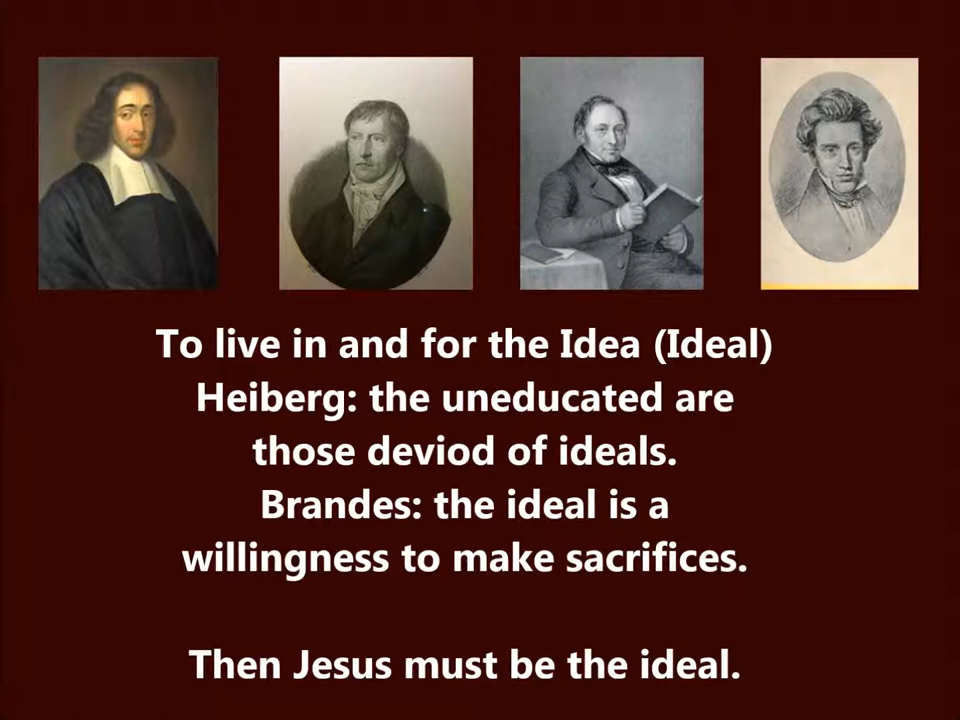 To live in and for the Idea (Ideal)
Heiberg: the uneducated are
those deviod of ideals.
Brandes: the ideal is a
willingness to make sacrifices.
Then Jesus must be the ideal.